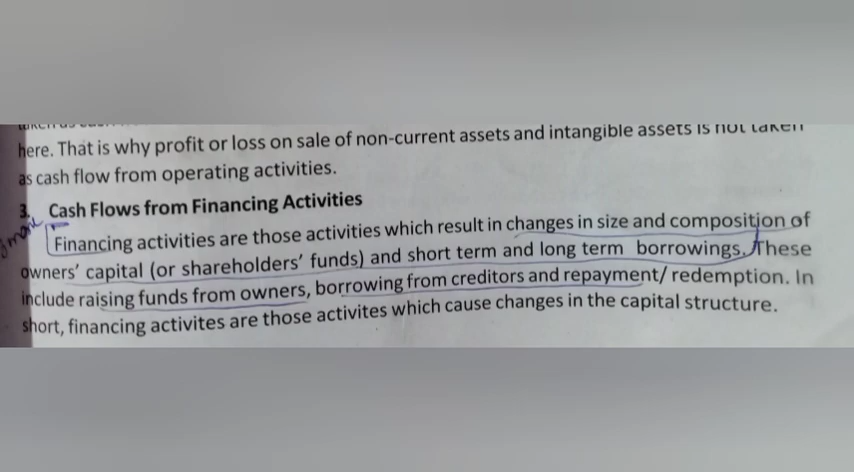 here. That is why profit or loss on sale of non-current assets and intangible assets is not taken
as cash flow from operating activities.
3. Cash Flows from Financing Activities
3 mark
Financing activities are those activities which result in changes in size and composition of
owners' capital (or shareholders' funds) and short term and long term borrowings. These
include raising funds from owners, borrowing from creditors and repayment/ redemption. In
short, financing activites are those activites which cause changes in the capital structure.